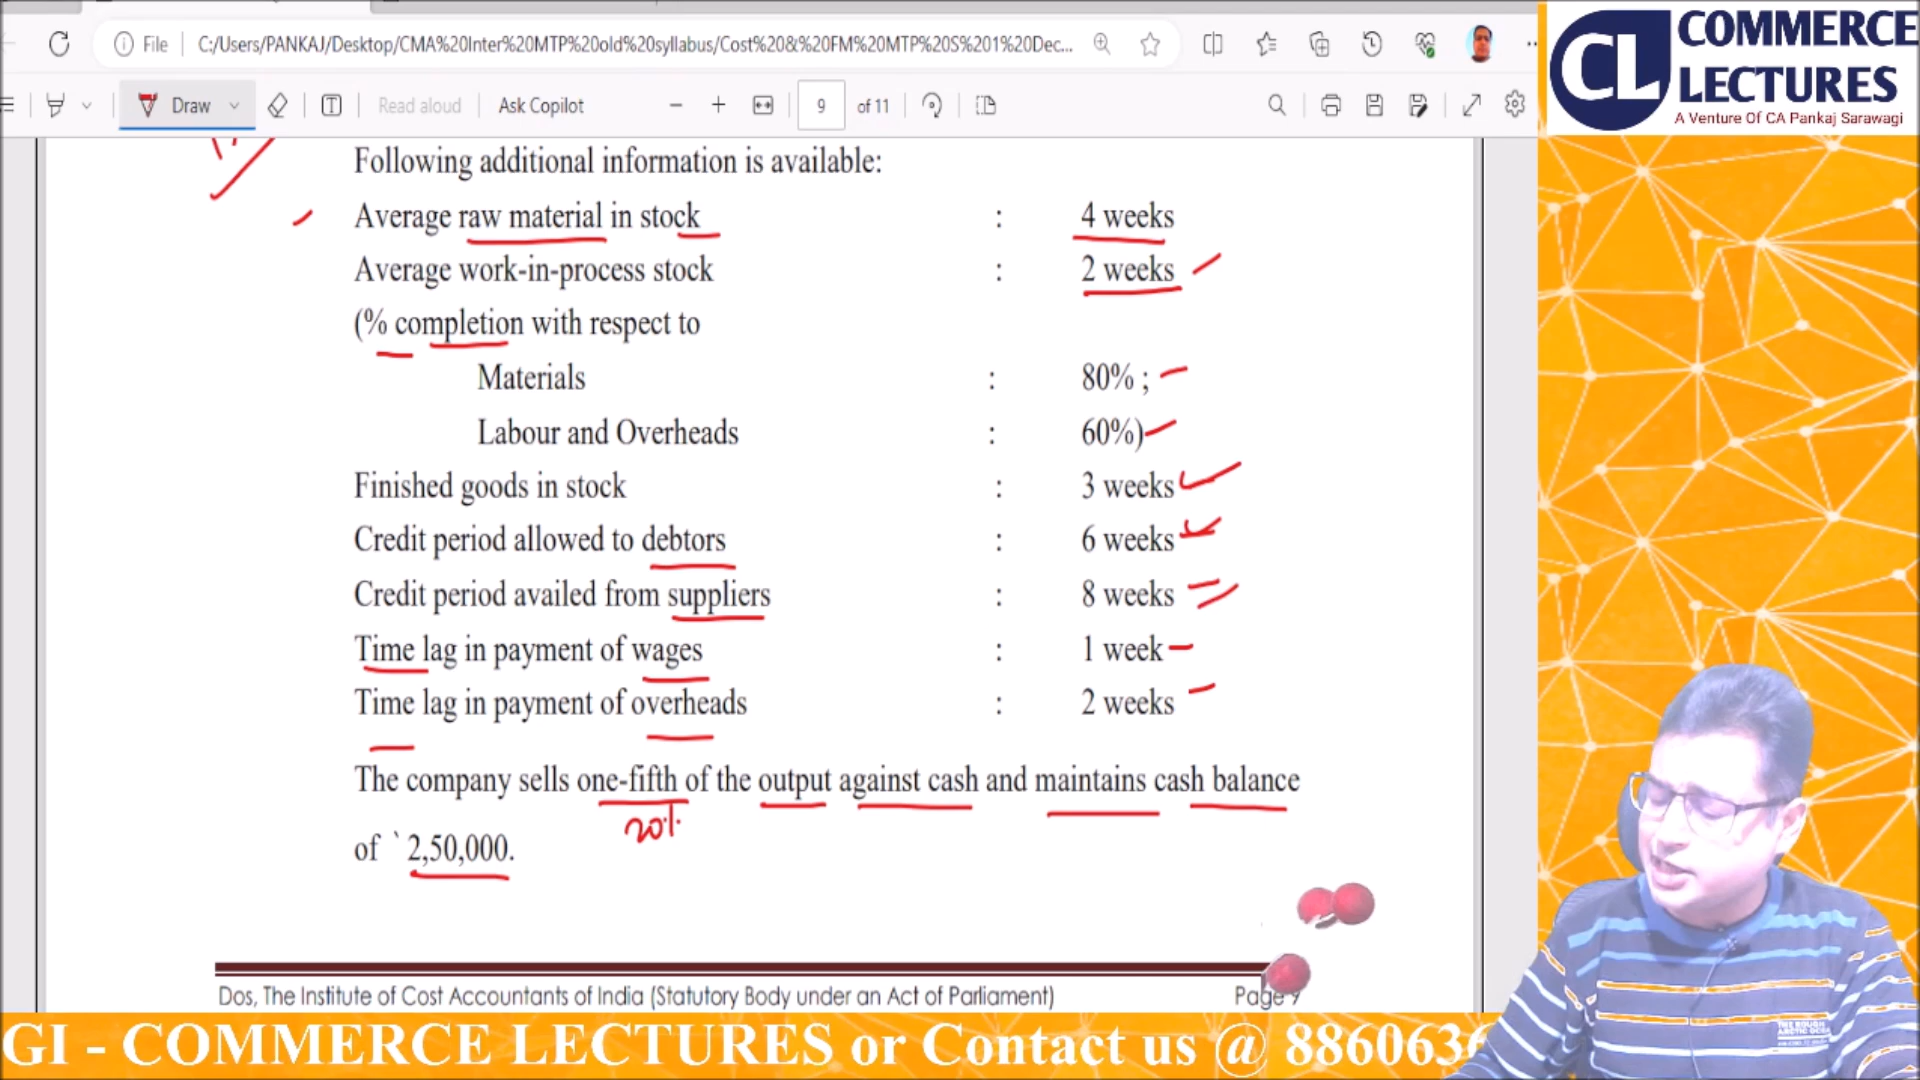 File C:/Users/PANKAJ/Desktop/CMA%20Inter%20MTP%20old%20syllabus/Cost%20&%20FM%20MTP%20S%201%20Dec...
COMMERCE
CL LECTURES
A Venture Of CA Pankaj Sarawagi
Draw Read aloud Ask Copilot 9 of 11
Following additional information is available:
Average raw material in stock : 4 weeks
Average work-in-process stock : 2 weeks
(% completion with respect to
Materials : 80% ;
Labour and Overheads : 60%)
Finished goods in stock : 3 weeks
Credit period allowed to debtors : 6 weeks
Credit period availed from suppliers : 8 weeks
Time lag in payment of wages : 1 week
Time lag in payment of overheads : 2 weeks
The company sells one-fifth of the output against cash and maintains cash balance
20%
of ` 2,50,000.
Dos, The Institute of Cost Accountants of India (Statutory Body under an Act of Parliament) Page 9
GI - COMMERCE LECTURES or Contact us @ 886063